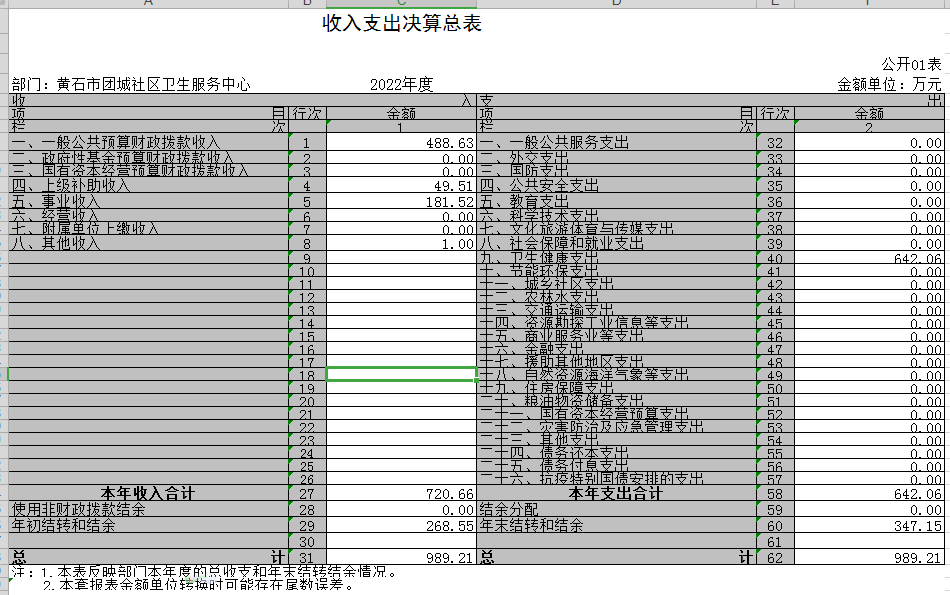 A B C D E F
收入支出决算总表
公开01表
部门：黄石市团城社区卫生服务中心 2022年度 金额单位：万元
收 入 支 出
项 目 行次 金额 项 目 行次 金额
栏 次 1 栏 次 2
一、一般公共预算财政拨款收入 1 488.63 一、一般公共服务支出 32 0.00
二、政府性基金预算财政拨款收入 2 0.00 二、外交支出 33 0.00
三、国有资本经营预算财政拨款收入 3 0.00 三、国防支出 34 0.00
四、上级补助收入 4 49.51 四、公共安全支出 35 0.00
五、事业收入 5 181.52 五、教育支出 36 0.00
六、经营收入 6 0.00 六、科学技术支出 37 0.00
七、附属单位上缴收入 7 0.00 七、文化旅游体育与传媒支出 38 0.00
八、其他收入 8 1.00 八、社会保障和就业支出 39 0.00
9 九、卫生健康支出 40 642.06
10 十、节能环保支出 41 0.00
11 十一、城乡社区支出 42 0.00
12 十二、农林水支出 43 0.00
13 十三、交通运输支出 44 0.00
14 十四、资源勘探工业信息等支出 45 0.00
15 十五、商业服务业等支出 46 0.00
16 十六、金融支出 47 0.00
17 十七、援助其他地区支出 48 0.00
18 十八、自然资源海洋气象等支出 49 0.00
19 十九、住房保障支出 50 0.00
20 二十、粮油物资储备支出 51 0.00
21 二十一、国有资本经营预算支出 52 0.00
22 二十二、灾害防治及应急管理支出 53 0.00
23 二十三、其他支出 54 0.00
24 二十四、债务还本支出 55 0.00
25 二十五、债务付息支出 56 0.00
26 二十六、抗疫特别国债安排的支出 57 0.00
本年收入合计 27 720.66 本年支出合计 58 642.06
使用非财政拨款结余 28 0.00 结余分配 59 0.00
年初结转和结余 29 268.55 年末结转和结余 60 347.15
30 61
总 计 31 989.21 总 计 62 989.21
注：1.本表反映部门本年度的总收支和年末结转结余情况。
2.本套报表金额单位转换时可能存在尾数误差。